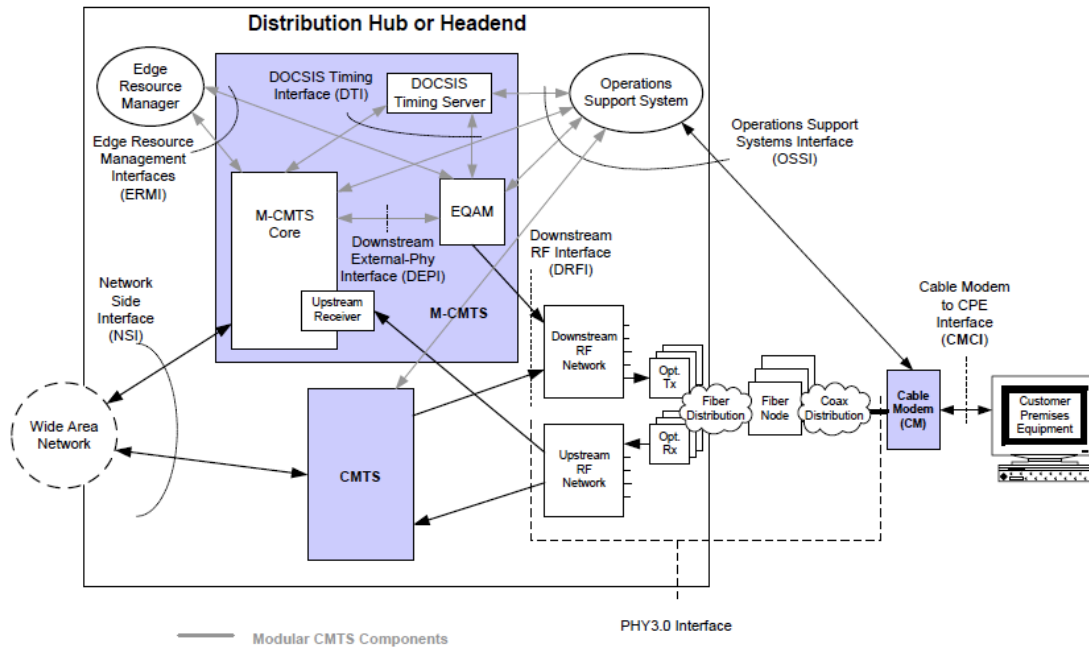 Distribution Hub or Headend
Edge
Resource
Manager
DOCSIS Timing
Interface (DTI)
DOCSIS
Timing Server
Operations
Support System
Edge Resource
Management
Interfaces
(ERMI)
Operations Support
Systems Interface
(OSSI)
M-CMTS
Core
EQAM
Downstream
External-Phy
Interface (DEPI)
Downstream
RF Interface
(DRFI)
Network
Side
Interface
(NSI)
Upstream
Receiver
M-CMTS
Cable Modem
to CPE
Interface
(CMCI)
Downstream
RF
Network
Opt.
Tx
Fiber
Distribution
Fiber
Node
Coax
Distribution
Cable
Modem
(CM)
Customer
Premises
Equipment
Wide Area
Network
CMTS
Upstream
RF
Network
Opt.
Rx
PHY3.0 Interface
Modular CMTS Components